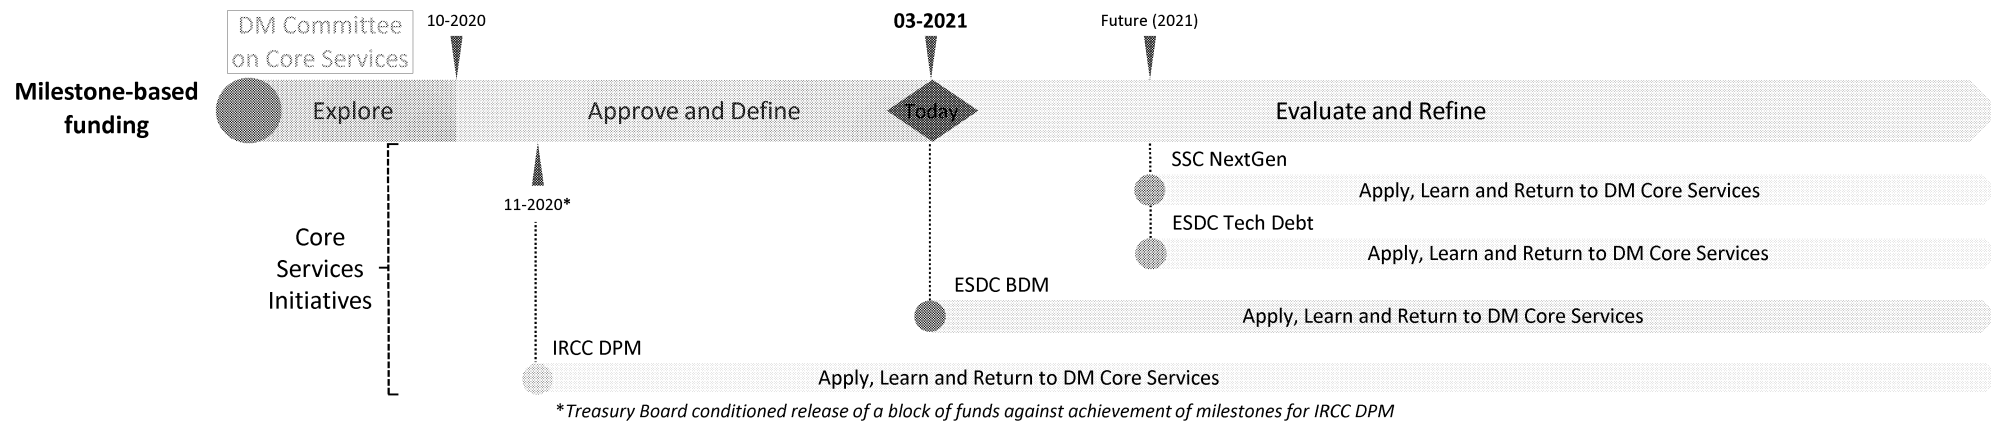 DM Committee
on Core Services
10-2020
03-2021
Future (2021)
Milestone-based
funding
Explore
Approve and Define
Today
Evaluate and Refine
SSC NextGen
Apply, Learn and Return to DM Core Services
11-2020*
ESDC Tech Debt
Core
Services
Initiatives
Apply, Learn and Return to DM Core Services
ESDC BDM
Apply, Learn and Return to DM Core Services
IRCC DPM
Apply, Learn and Return to DM Core Services
*Treasury Board conditioned release of a block of funds against achievement of milestones for IRCC DPM